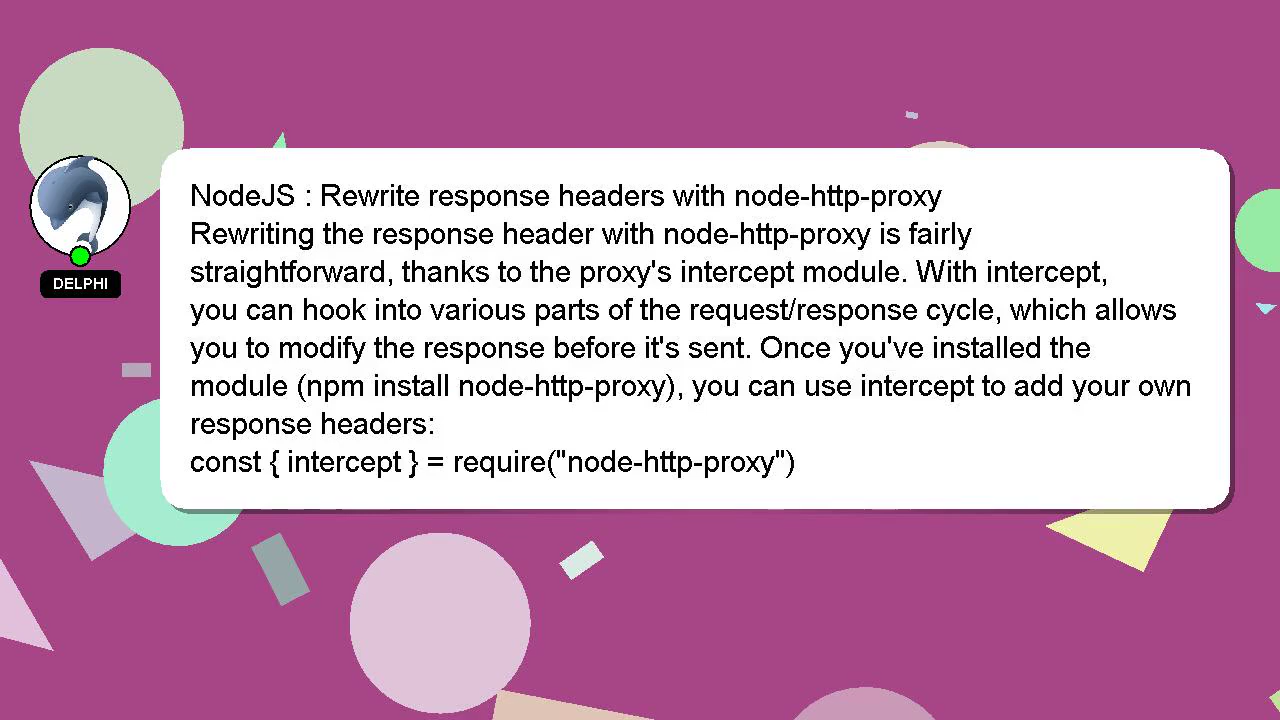 NodeJS : Rewrite response headers with node-http-proxy
Rewriting the response header with node-http-proxy is fairly
straightforward, thanks to the proxy's intercept module. With intercept,
you can hook into various parts of the request/response cycle, which allows
you to modify the response before it's sent. Once you've installed the
module (npm install node-http-proxy), you can use intercept to add your own
response headers:
const { intercept } = require("node-http-proxy")
DELPHI